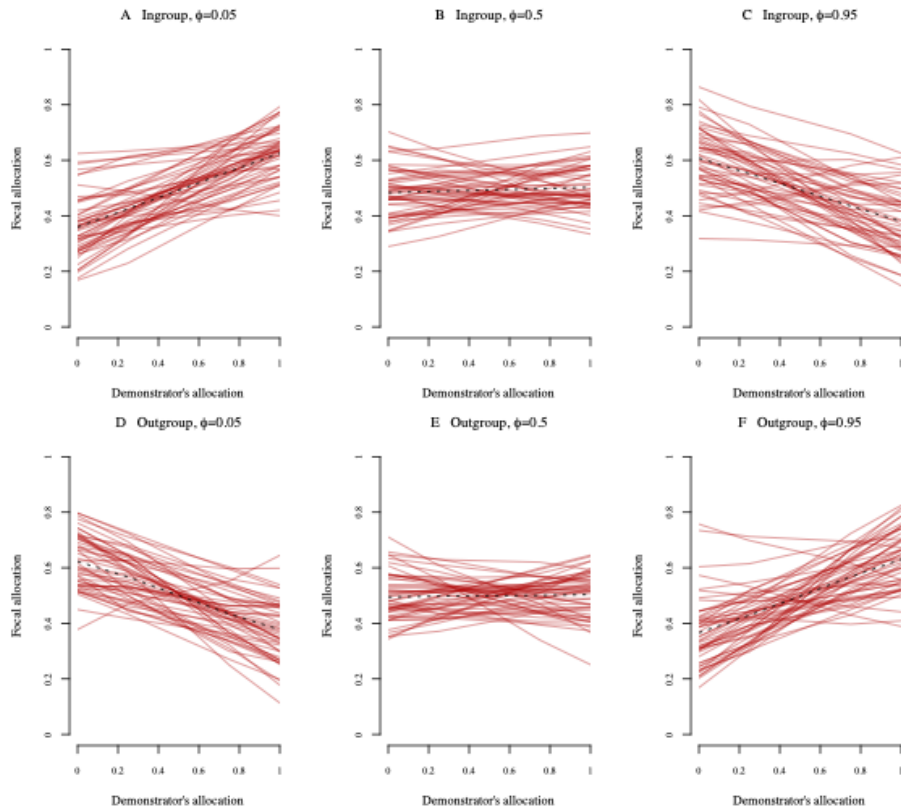 A Ingroup, ϕ=0.05
B Ingroup, ϕ=0.5
C Ingroup, ϕ=0.95
Focal allocation
0
0.2
0.4
0.6
0.8
1
0 0.2 0.4 0.6 0.8 1
Demonstrator's allocation
Focal allocation
0
0.2
0.4
0.6
0.8
1
0 0.2 0.4 0.6 0.8 1
Demonstrator's allocation
Focal allocation
0
0.2
0.4
0.6
0.8
1
0 0.2 0.4 0.6 0.8 1
Demonstrator's allocation
D Outgroup, ϕ=0.05
E Outgroup, ϕ=0.5
F Outgroup, ϕ=0.95
Focal allocation
0
0.2
0.4
0.6
0.8
1
0 0.2 0.4 0.6 0.8 1
Demonstrator's allocation
Focal allocation
0
0.2
0.4
0.6
0.8
1
0 0.2 0.4 0.6 0.8 1
Demonstrator's allocation
Focal allocation
0
0.2
0.4
0.6
0.8
1
0 0.2 0.4 0.6 0.8 1
Demonstrator's allocation